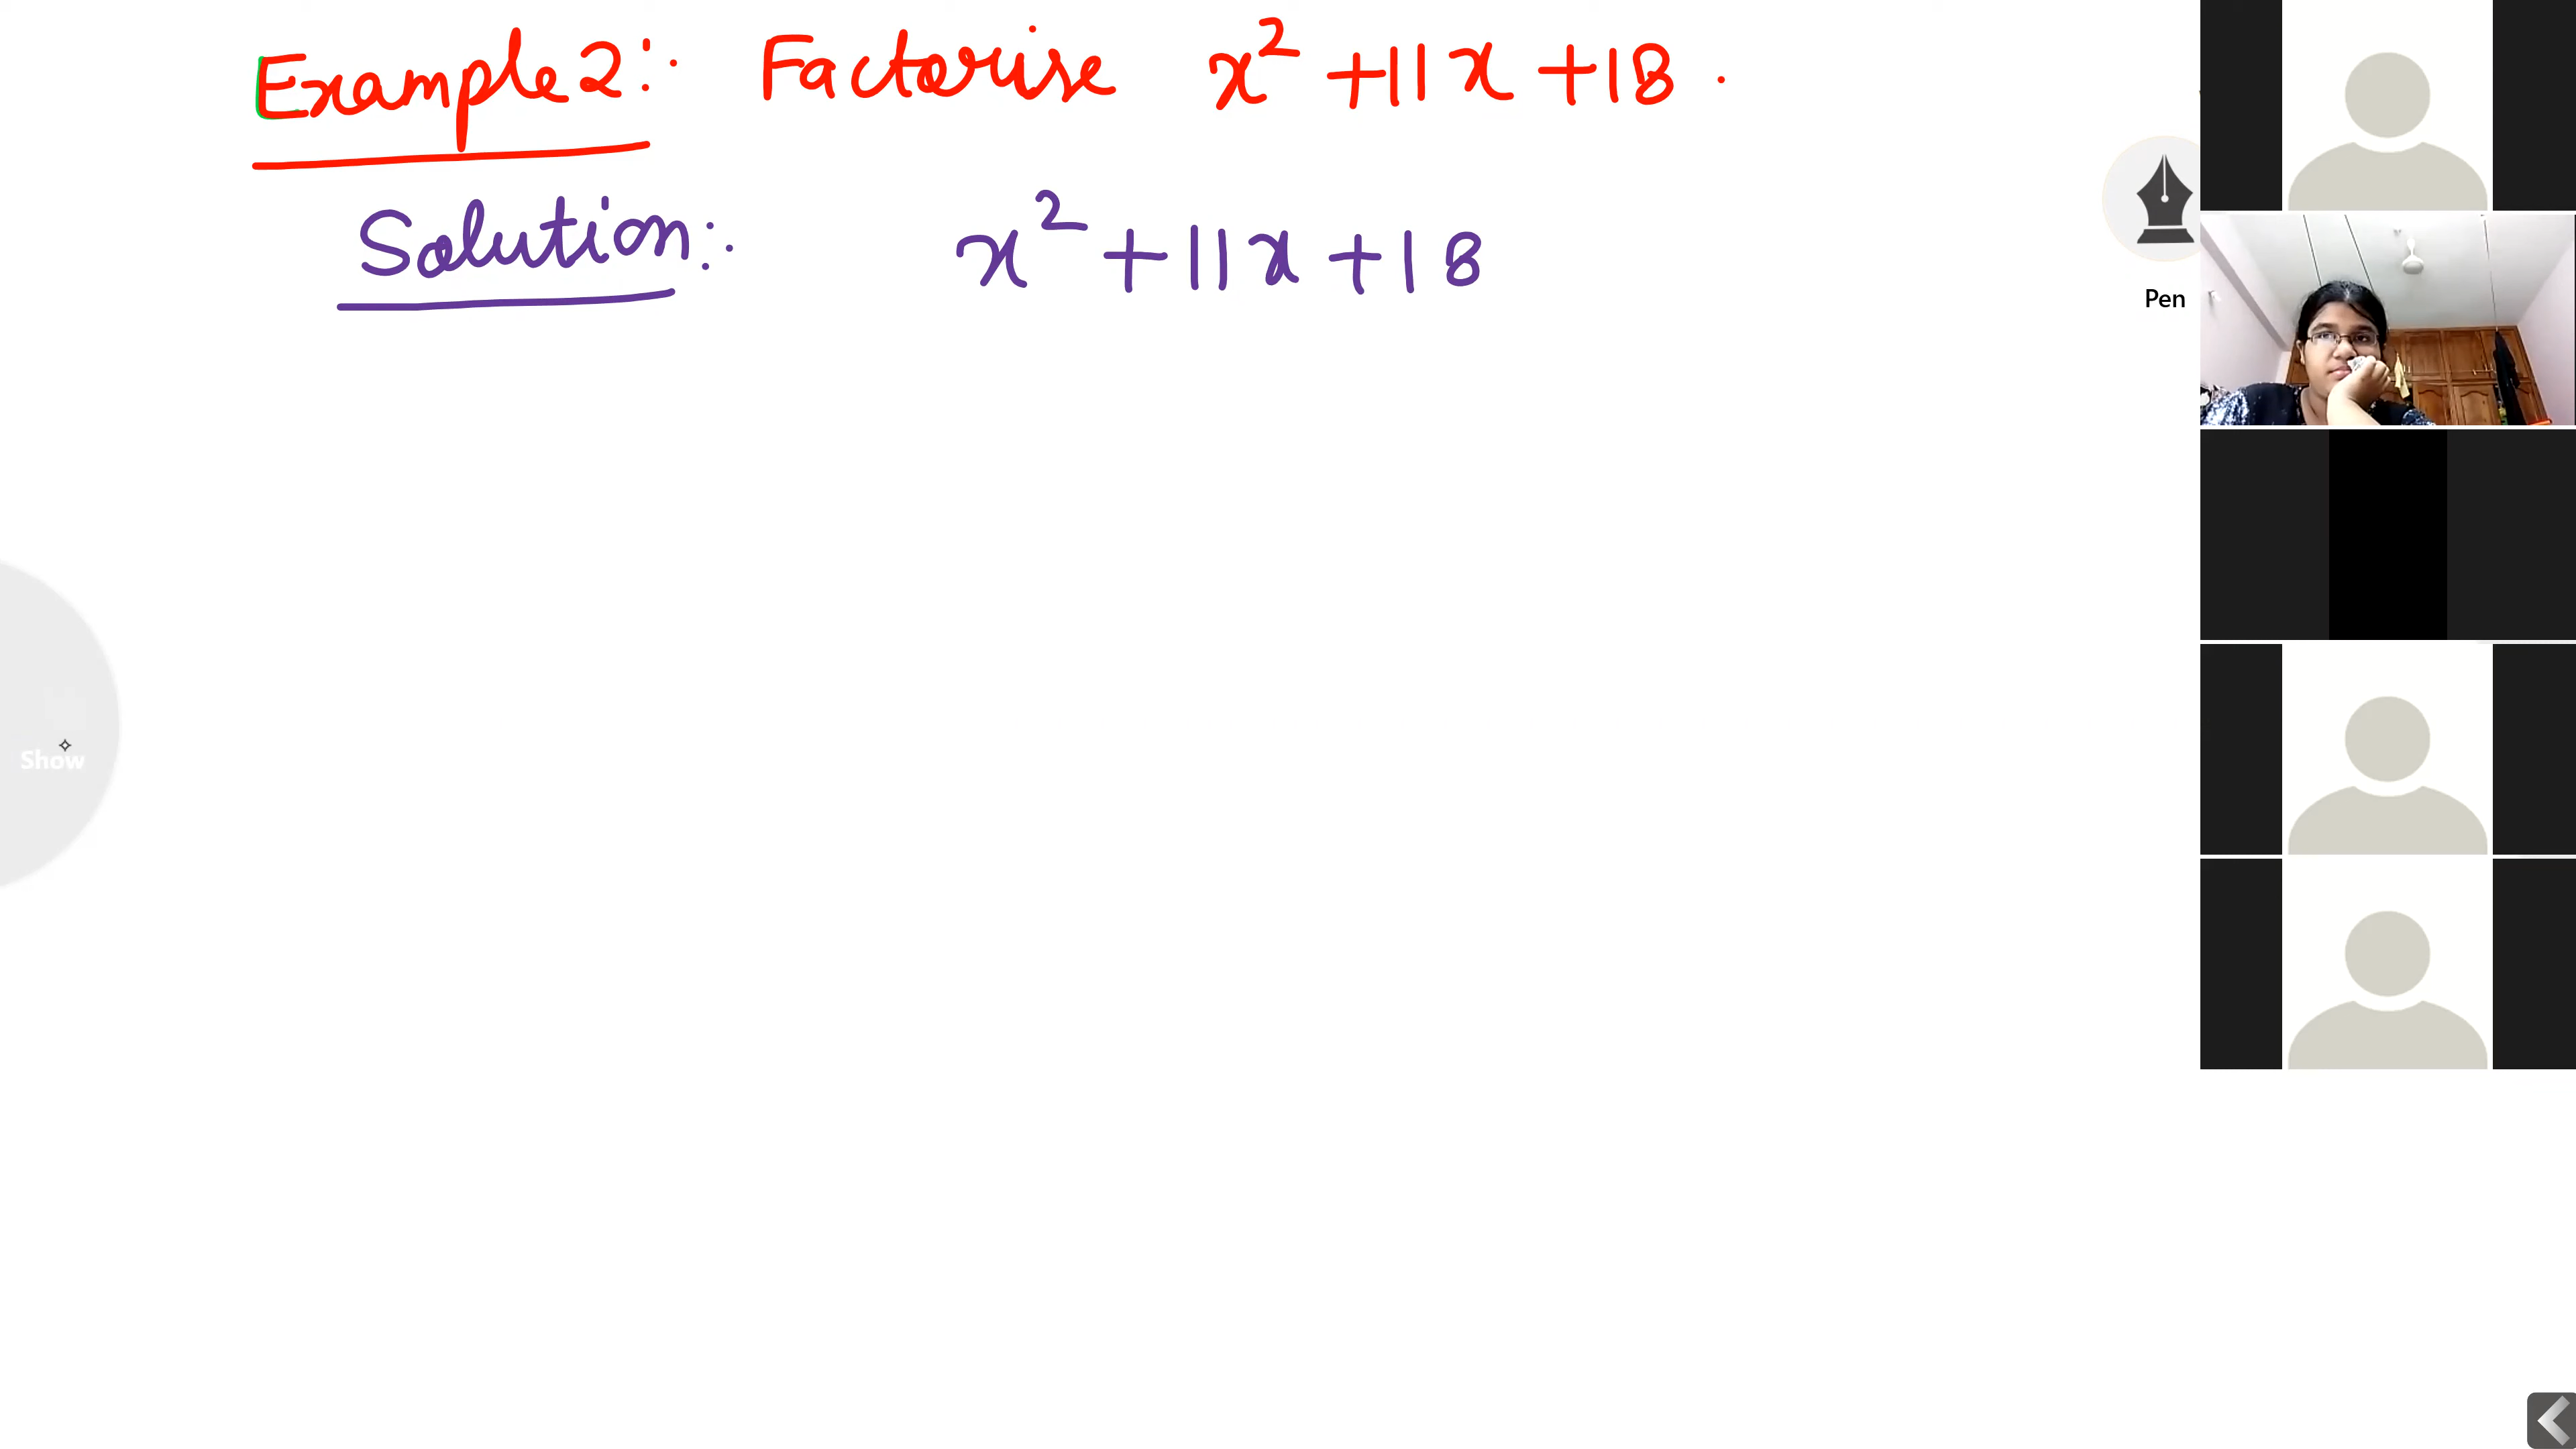 Example 2:· Factorise x² + 11x + 18 .
Solution:· x² + 11x + 18
Pen
Show